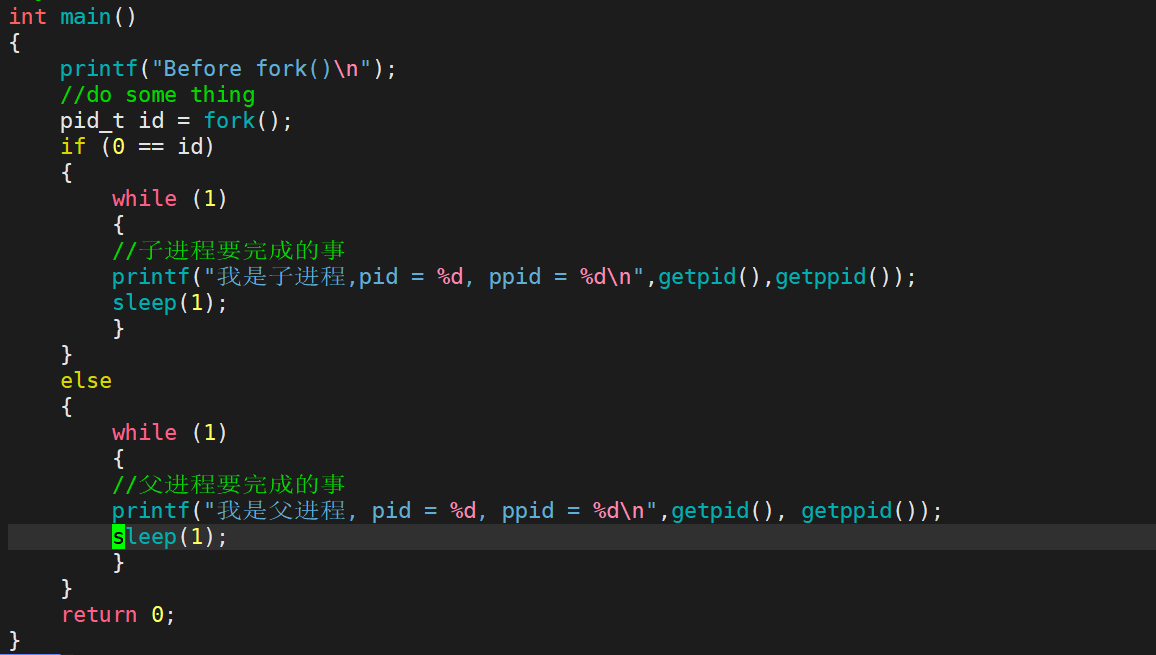 int main()
{
    printf("Before fork()\n");
    //do some thing
    pid_t id = fork();
    if (0 == id)
    {
        while (1)
        {
        //子进程要完成的事
        printf("我是子进程,pid = %d, ppid = %d\n",getpid(),getppid());
        sleep(1);
        }
    }
    else
    {
        while (1)
        {
        //父进程要完成的事
        printf("我是父进程, pid = %d, ppid = %d\n",getpid(), getppid());
        sleep(1);
        }
    }
    return 0;
}